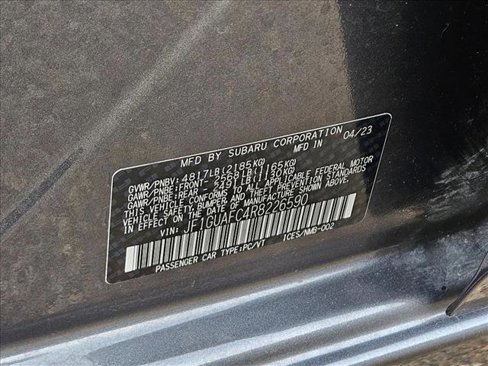 MFD BY SUBARU CORPORATION 04/23
GVWR/PNBV: 4817LB(2185KG)
GAWR/PNBE: FRONT- 2568LB(1165KG)
GAWR/PNBE: REAR- 2491LB(1130KG)
THIS VEHICLE CONFORMS TO ALL APPLICABLE FEDERAL MOTOR
VEHICLE SAFETY, BUMPER, AND THEFT PREVENTION
STANDARDS IN EFFECT ON THE DATE OF MANUFACTURE
SHOWN ABOVE.
VIN: JF1GUAFC4R8226590
PASSENGER CAR TYPE:PC/VT ICES/NMB-002